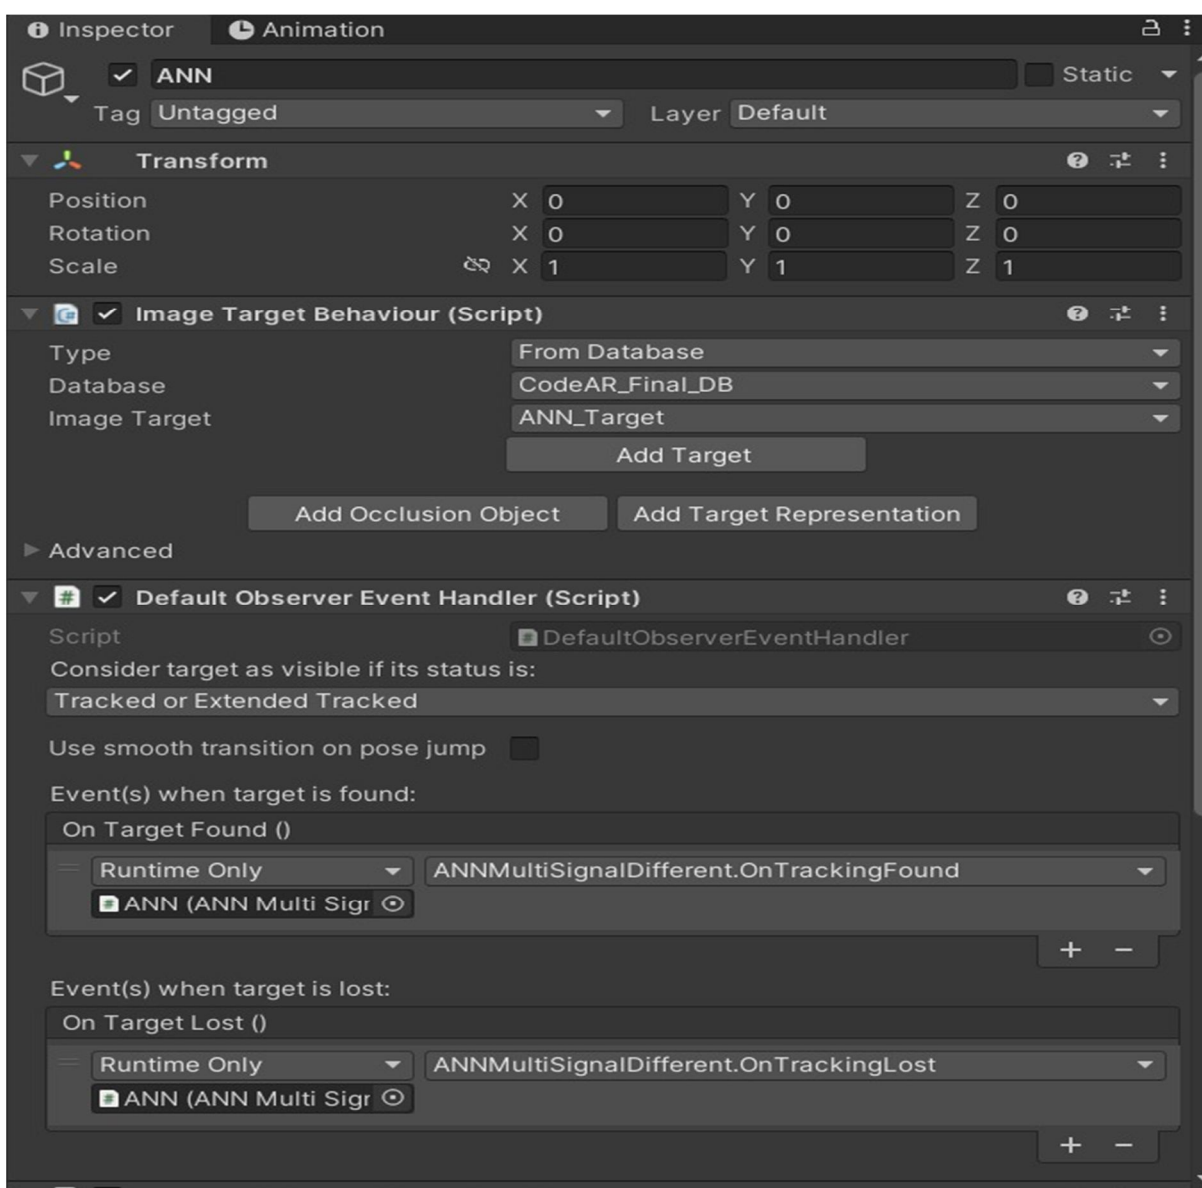 Inspector Animation
ANN Static
Tag Untagged Layer Default
Transform
Position X 0 Y 0 Z 0
Rotation X 0 Y 0 Z 0
Scale X 1 Y 1 Z 1
Image Target Behaviour (Script)
Type From Database
Database CodeAR_Final_DB
Image Target ANN_Target
Add Target
Add Occlusion Object Add Target Representation
Advanced
# Default Observer Event Handler (Script)
Script # DefaultObserverEventHandler
Consider target as visible if its status is:
Tracked or Extended Tracked
Use smooth transition on pose jump
Event(s) when target is found:
On Target Found ()
Runtime Only ANNMultiSignalDifferent.OnTrackingFound
# ANN (ANN Multi Sigr
+ −
Event(s) when target is lost:
On Target Lost ()
Runtime Only ANNMultiSignalDifferent.OnTrackingLost
# ANN (ANN Multi Sigr
+ −